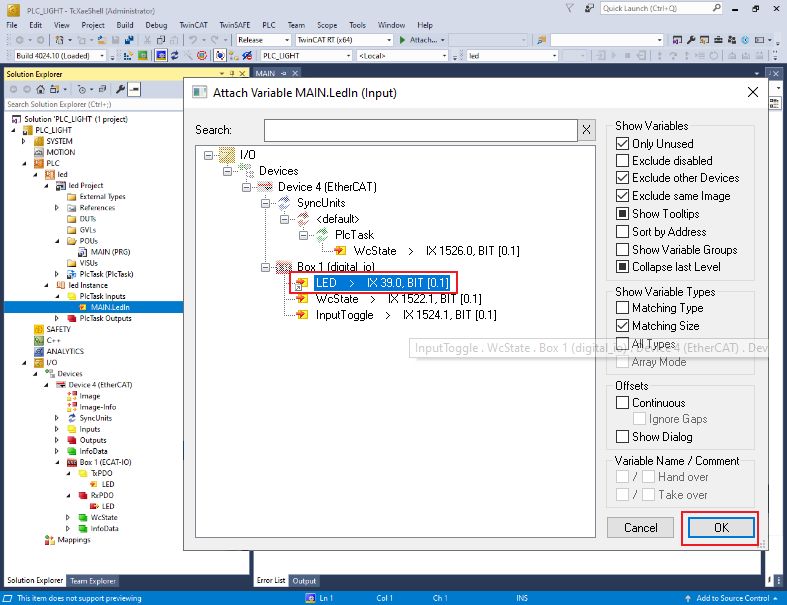 PLC_LIGHT - TcXaeShell (Administrator)
Quick Launch (Ctrl+Q)
File Edit View Project Build Debug TwinCAT TwinSAFE PLC Team Scope Tools Window Help
Release TwinCAT RT (x64) Attach...
Build 4024.10 (Loaded) PLC_LIGHT <Local> led
Solution Explorer
MAIN
Search Solution Explorer (Ctrl+;)
Solution 'PLC_LIGHT' (1 project)
PLC_LIGHT
SYSTEM
MOTION
PLC
led
led Project
External Types
References
DUTs
GVLs
POUs
MAIN (PRG)
VISUs
PlcTask (PlcTask)
led Instance
PlcTask Inputs
MAIN.LedIn
PlcTask Outputs
SAFETY
C++
ANALYTICS
I/O
Devices
Device 4 (EtherCAT)
Image
Image-Info
SyncUnits
Inputs
Outputs
InfoData
Box 1 (ECAT-IO)
TxPDO
LED
RxPDO
LED
WcState
InfoData
Mappings
Solution Explorer Team Explorer
Attach Variable MAIN.LedIn (Input)
Search:
X
I/O
Devices
Device 4 (EtherCAT)
SyncUnits
<default>
PlcTask
WcState > IX 1526.0, BIT [0.1]
Box 1 (digital_io)
LED > IX 39.0, BIT [0.1]
WcState > IX 1522.1, BIT [0.1]
InputToggle > IX 1524.1, BIT [0.1]
InputToggle . WcState . Box 1 (digital_io) . Device 4 (EtherCAT) . Dev
Show Variables
Only Unused
Exclude disabled
Exclude other Devices
Exclude same Image
Show Tooltips
Sort by Address
Show Variable Groups
Collapse last Level
Show Variable Types
Matching Type
Matching Size
All Types
Array Mode
Offsets
Continuous
Ignore Gaps
Show Dialog
Variable Name / Comment
/ Hand over
/ Take over
Cancel OK
Error List Output
This item does not support previewing Ln 1 Col 1 Ch 1 INS Add to Source Control